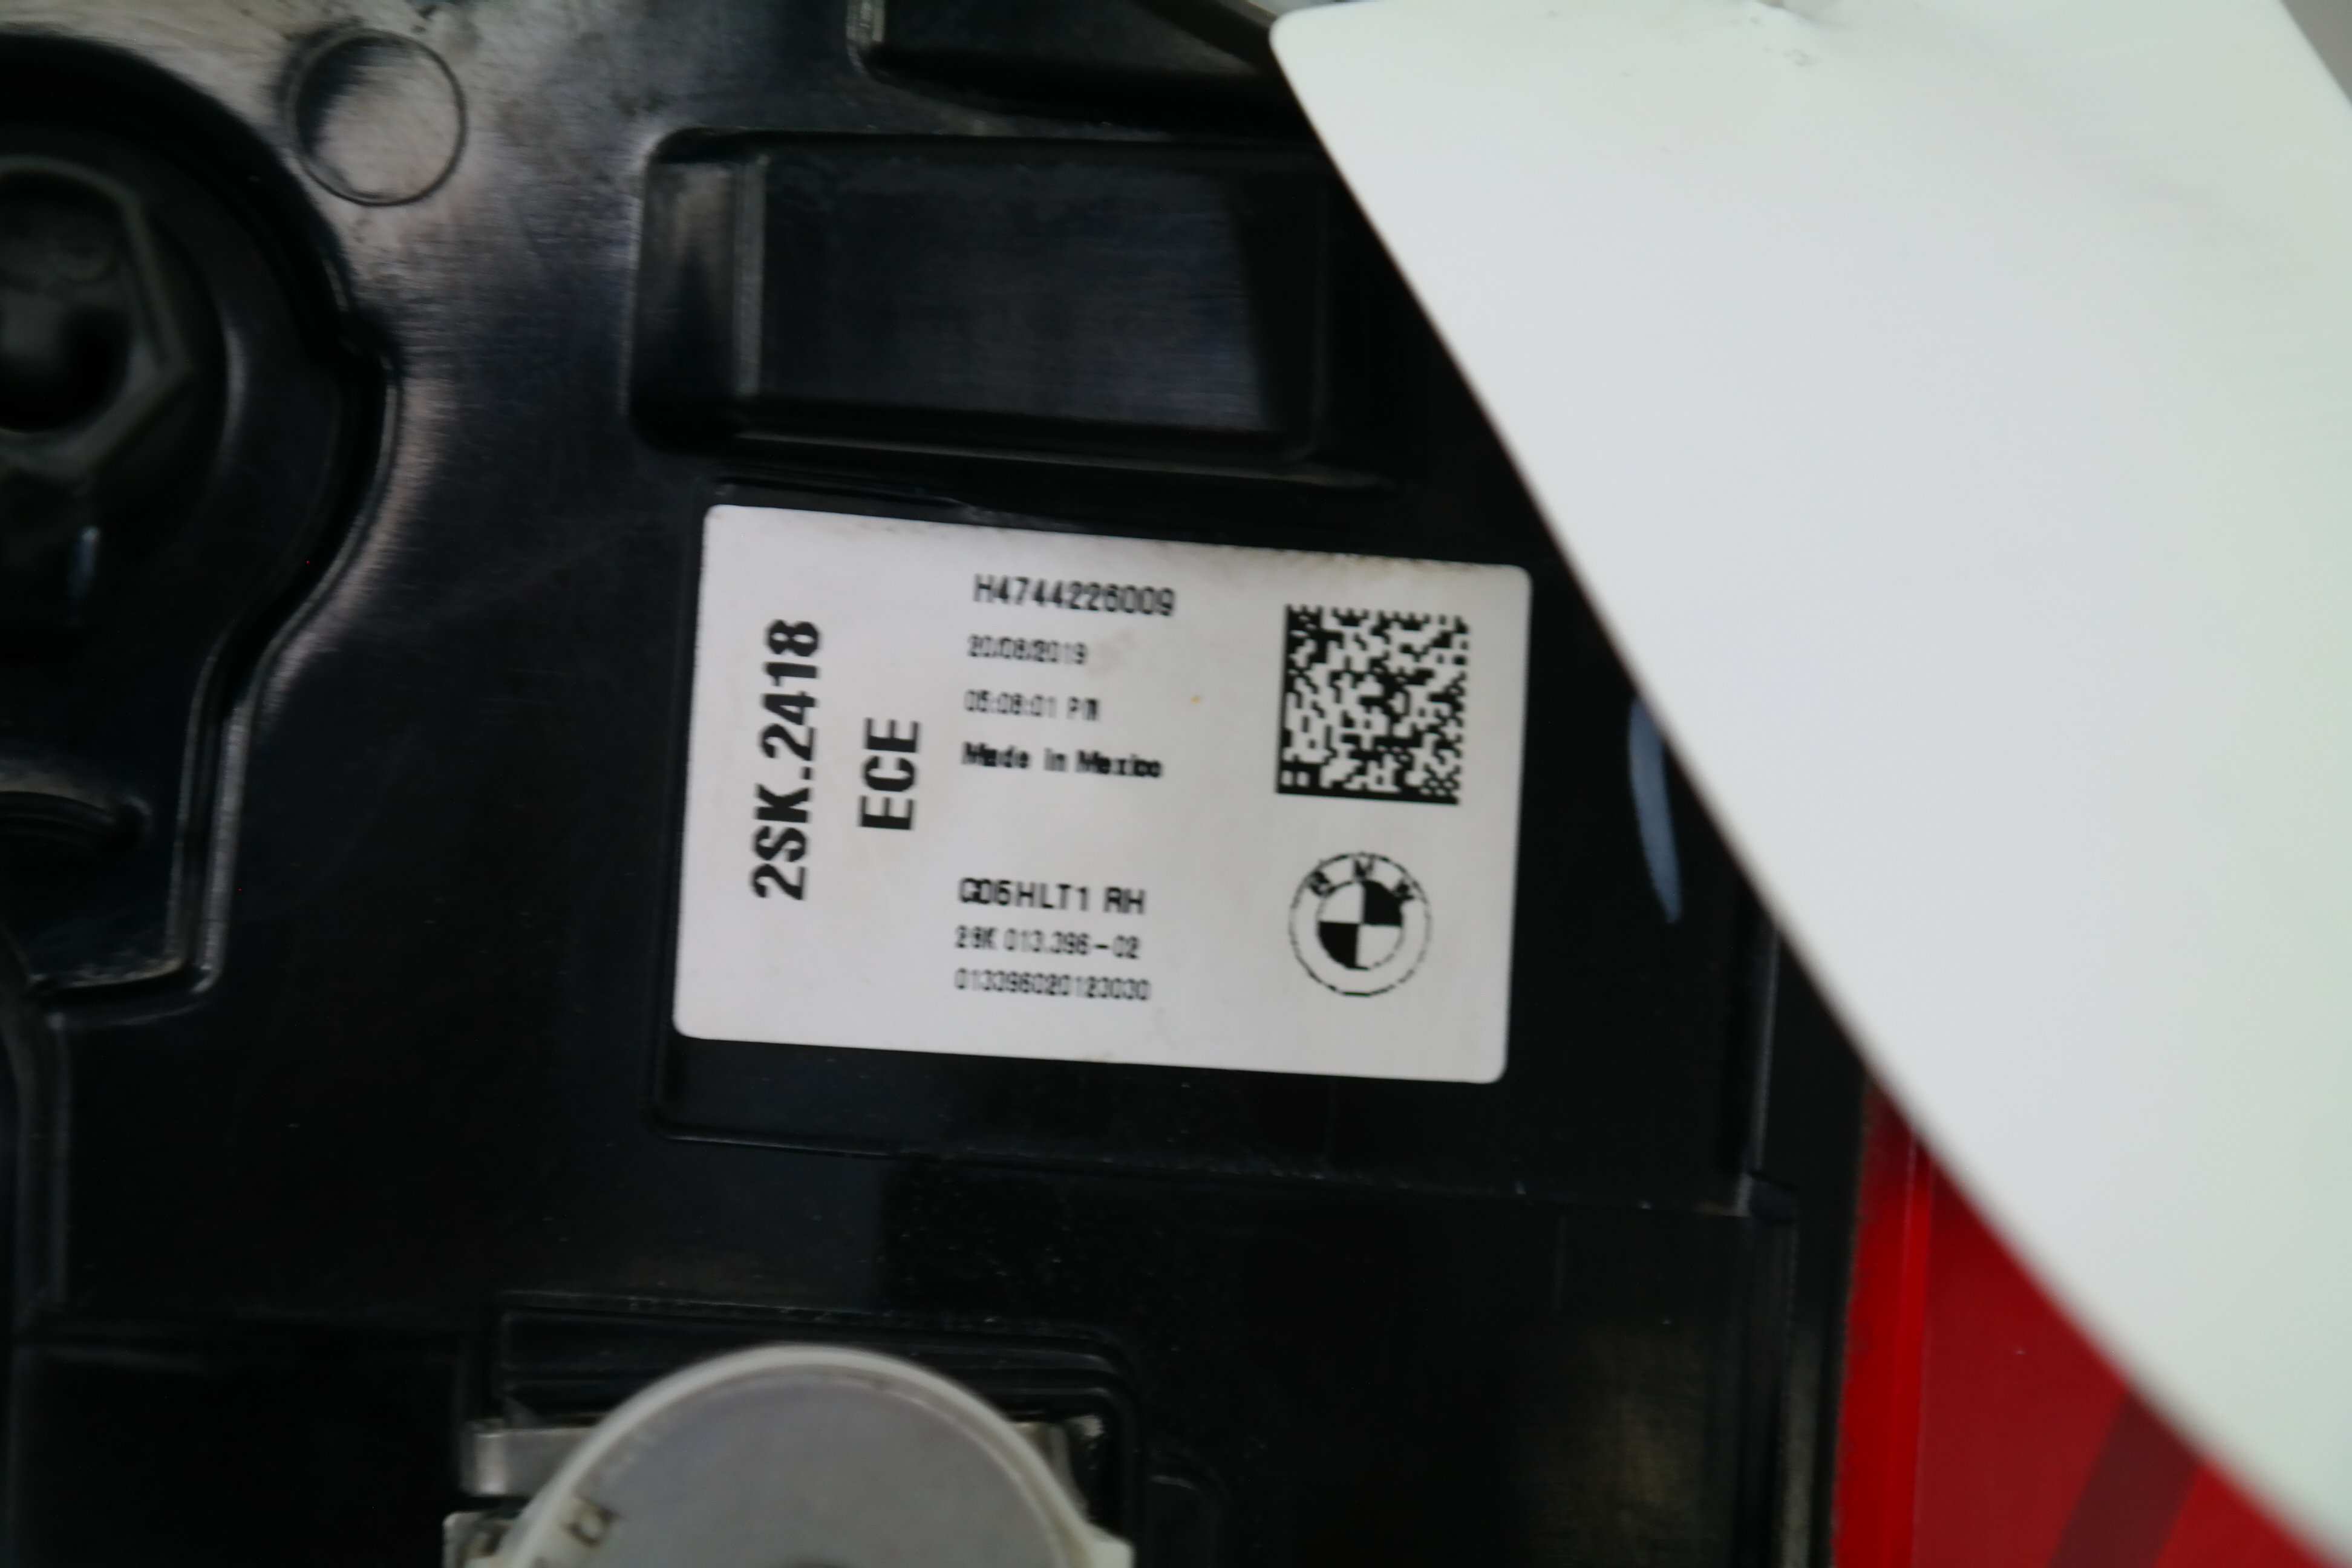 2SK.2418
ECE
H4744226009
20/08/2019
05:08:01 PM
Made in Mexico
G05HLT1 RH
2SK 013.396-02
013396020123030
BMW